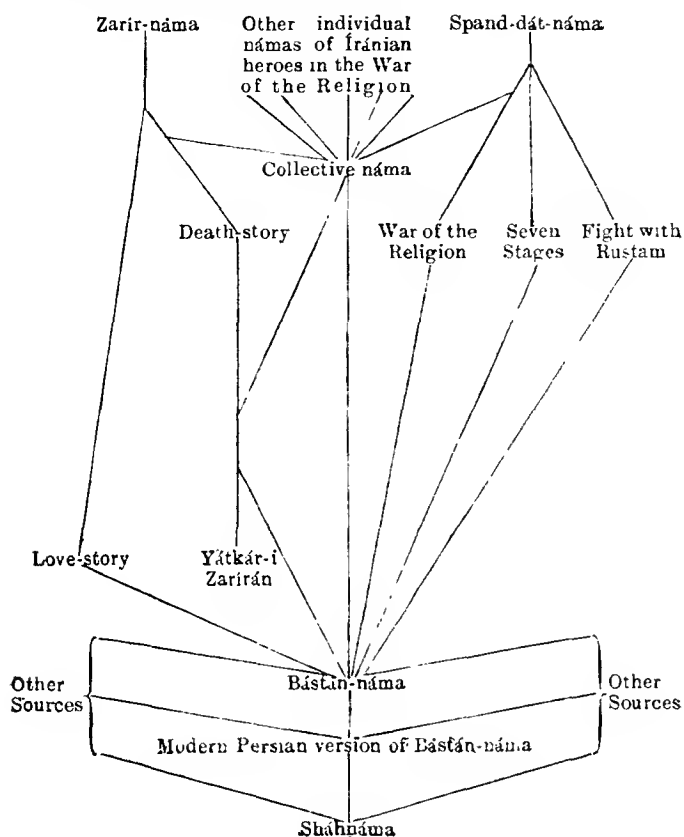 Zarír-náma
Other individual
námas of Íránian
heroes in the War
of the Religion
Spand-dát-náma
Collective náma
Death-story
War of the
Religion
Seven
Stages
Fight with
Rustam
Love-story
Yátkár-i
Zarírán
Other
Sources
Bástán-náma
Other
Sources
Modern Persian version of Bástán-náma
Sháhnáma